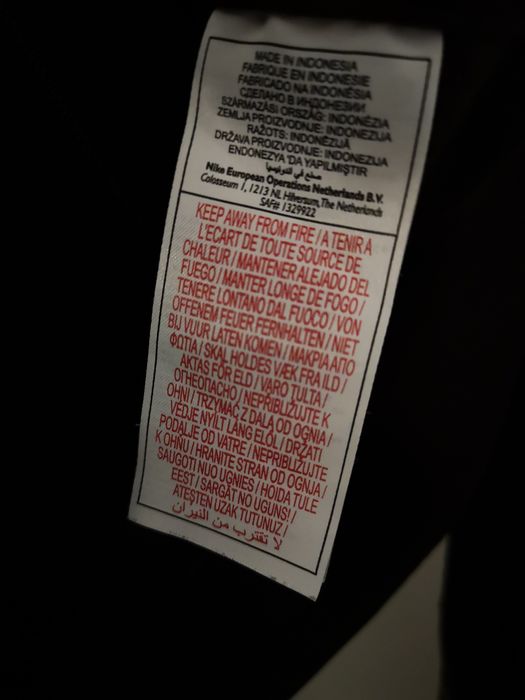 MADE IN INDONESIA
FABRIQUE EN INDONESIE
FABRICADO NA INDONÉSIA
СДЕЛАНО В ИНДОНЕЗИИ
SZÁRMAZÁSI ORSZÁG: INDONÉZIA
ZEMLJA PROIZVODNJE: INDONEZIJA
RAŽOTS: INDONĒZIJĀ
DRŽAVA PROIZVODNJE: INDONEZIJA
ENDONEZYA 'DA YAPILMIŞTIR
صنع في اندونيسيا
Nike European Operations Netherlands B.V.
Colosseum 1, 1213 NL Hilversum, The Netherlands
SAF# 1329922
KEEP AWAY FROM FIRE / A TENIR A
L'ECART DE TOUTE SOURCE DE
CHALEUR / MANTENER ALEJADO DEL
FUEGO / MANTER LONGE DE FOGO /
TENERE LONTANO DAL FUOCO / VON
OFFENEM FEUER FERNHALTEN / NIET
BIJ VUUR LATEN KOMEN / ΜΑΚΡΙΑ ΑΠΟ
ΦΩΤΙΑ / SKAL HOLDES VÆK FRA ILD /
AKTAS FÖR ELD / VARO TULTA /
ОГНЕОПАСНО / NEPŘIBLIŽUJTE K
OHNI / TRZYMAĆ Z DALA OD OGNIA /
VÉDJE NYÍLT LÁNG ELŐL / DRŽATI
PODALJE OD VATRE / NEPRIBLIŽUJTE
K OHŇU / HRANITE STRAN OD OGNJA /
SAUGOTI NUO UGNIES / HOIDA TULE
EEST / SARGĀT NO UGUNS! /
ATEŞTEN UZAK TUTUNUZ /
لا تقترب من النيران